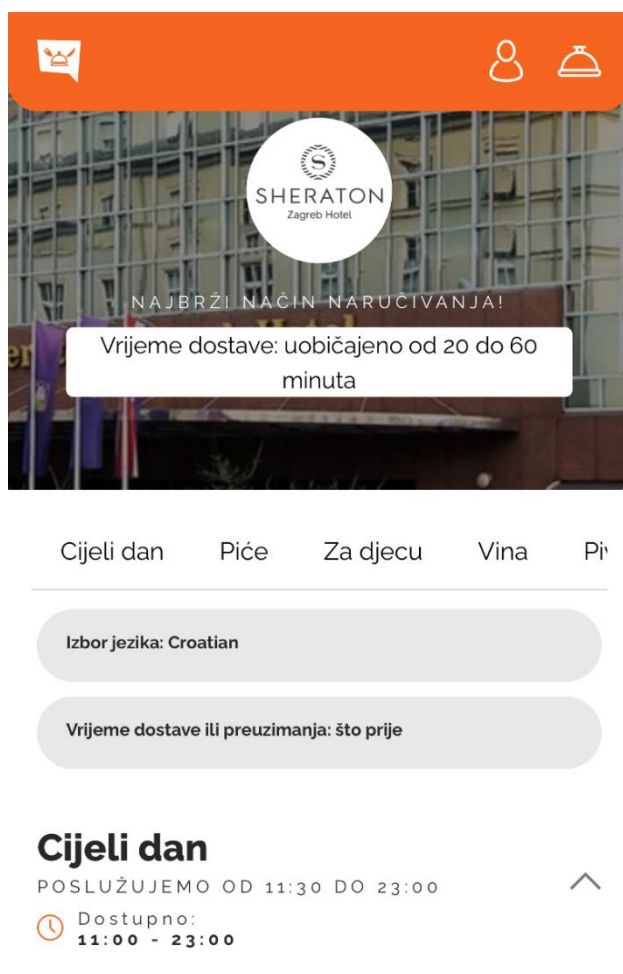 S
SHERATON
Zagreb Hotel
NAJBRŽI NAČIN NARUČIVANJA!
Vrijeme dostave: uobičajeno od 20 do 60
minuta
Cijeli dan Piće Za djecu Vina
Izbor jezika: Croatian
Vrijeme dostave ili preuzimanja: što prije
Cijeli dan
POSLUŽUJEMO OD 11:30 DO 23:00
Dostupno:
11:00 - 23:00